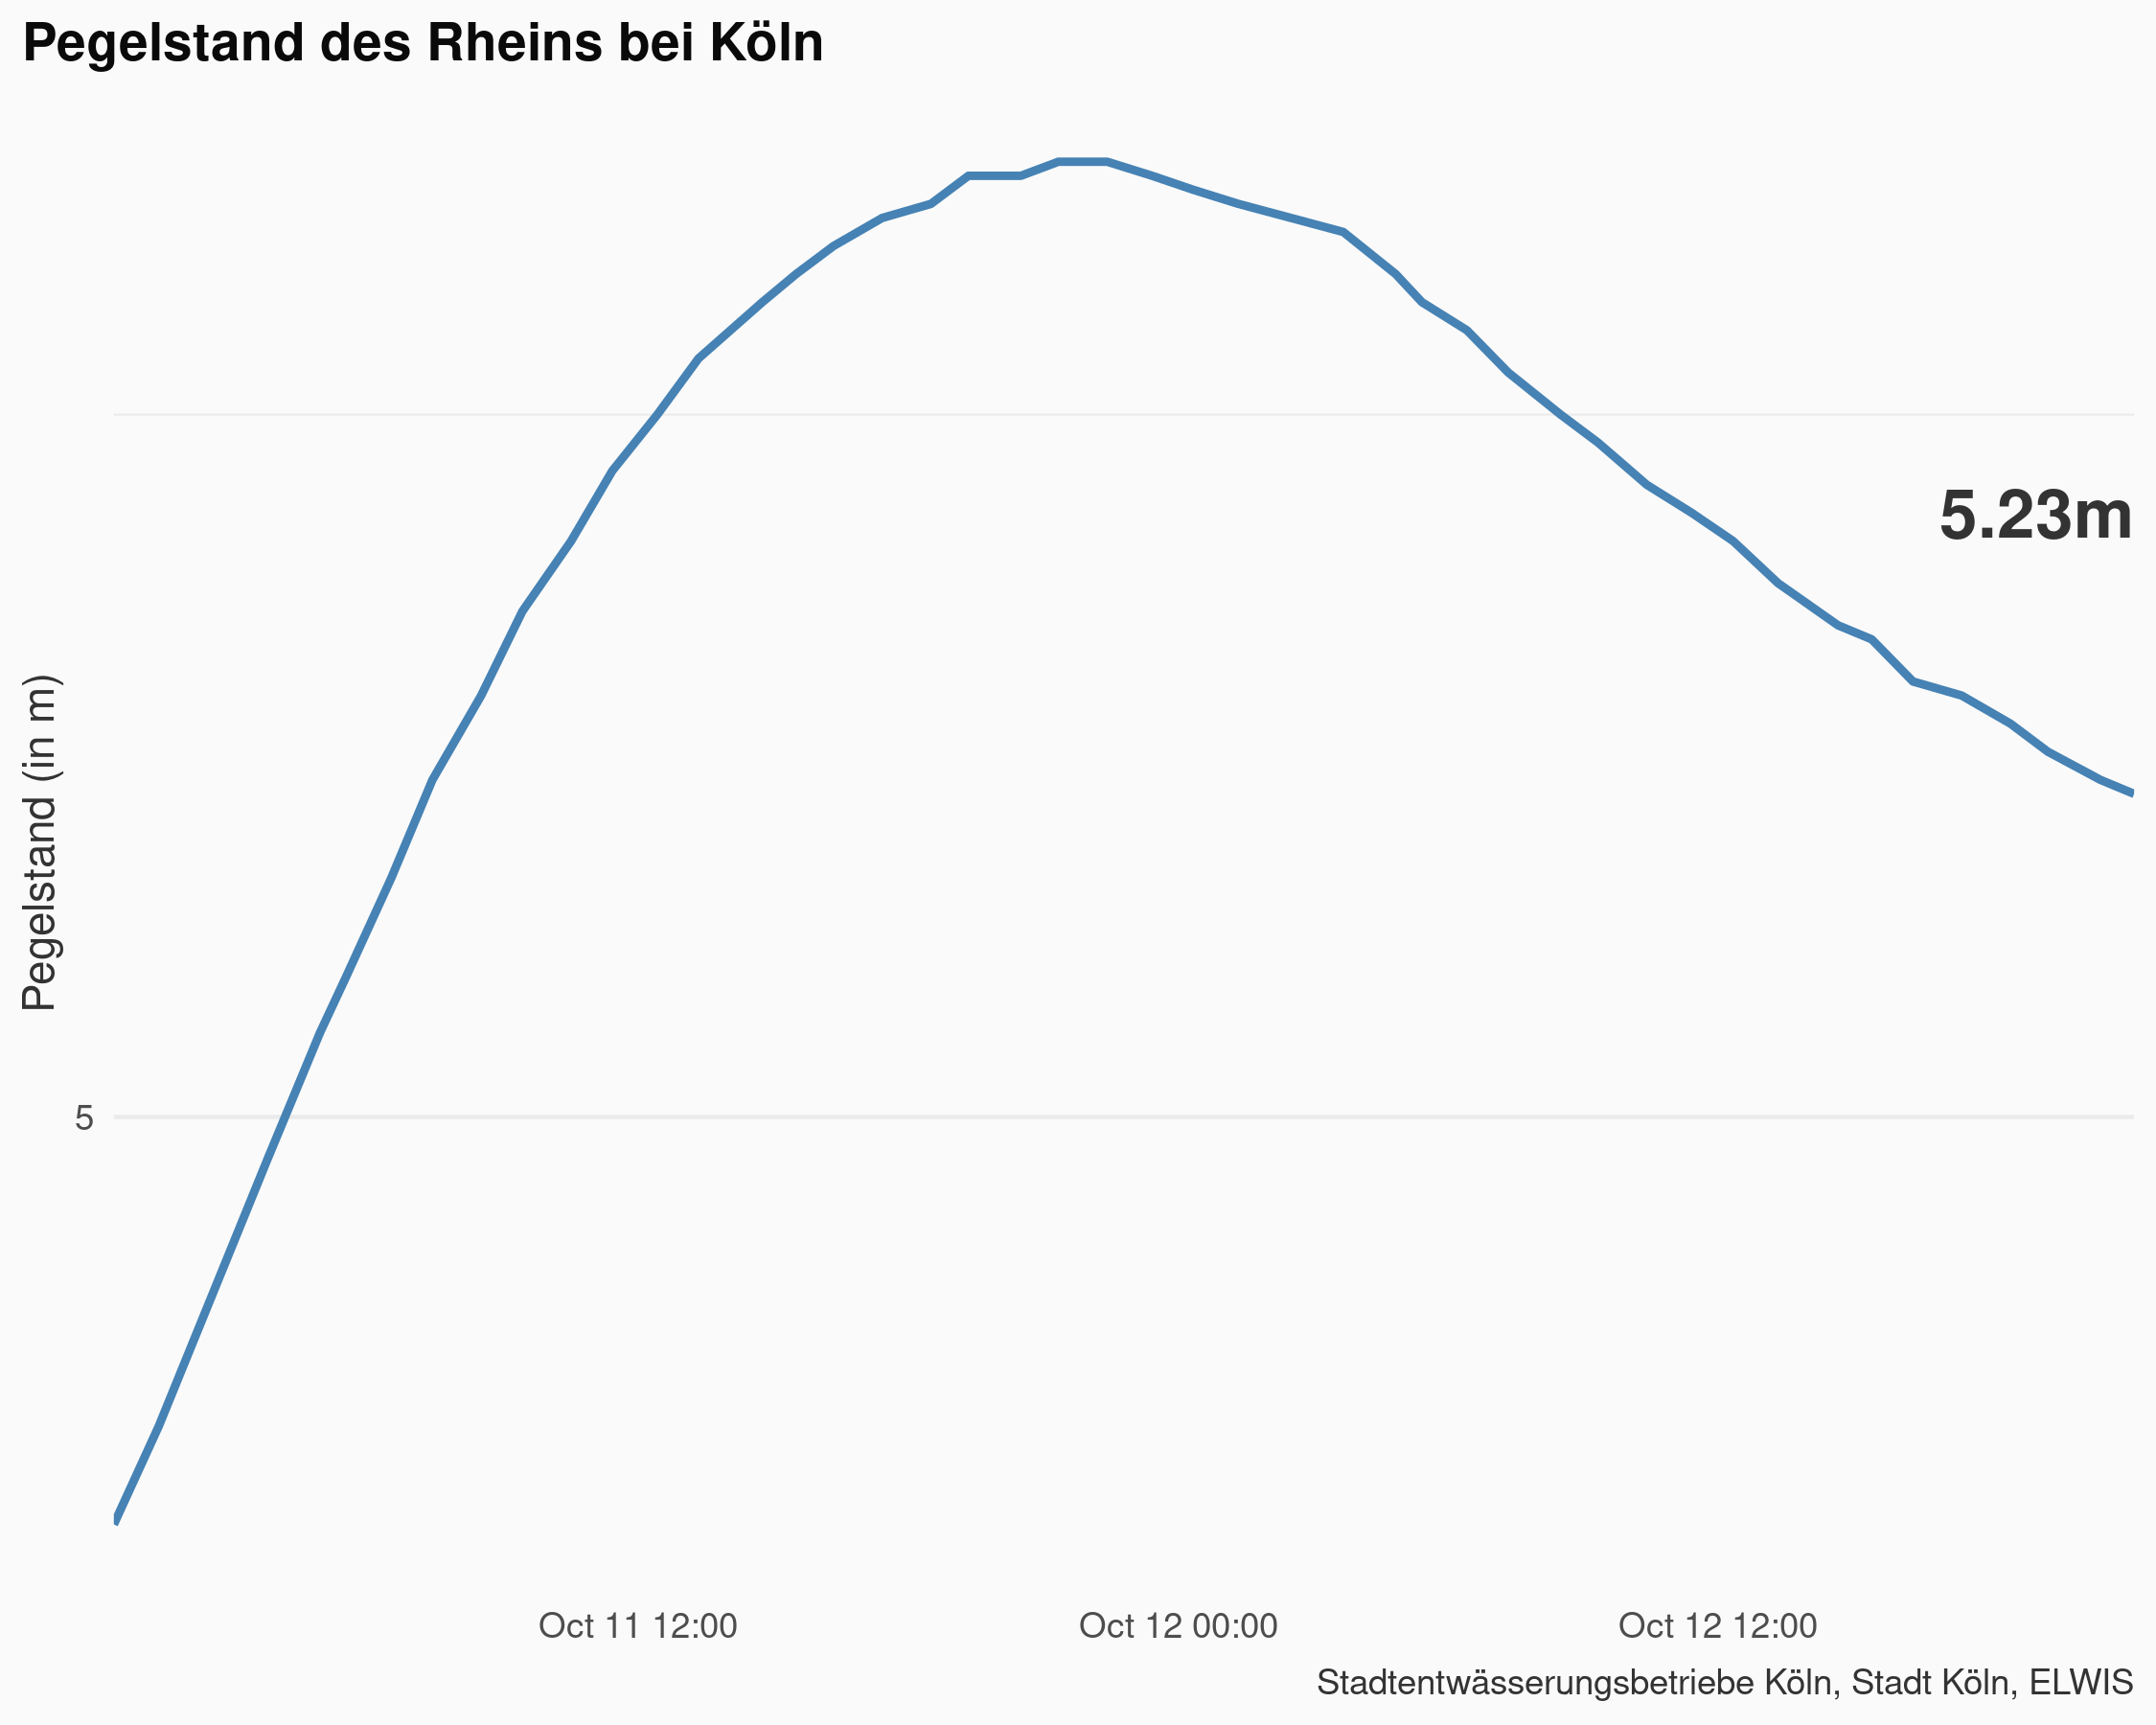 Pegelstand des Rheins bei Köln
5.23m
Pegelstand (in m)
5
Oct 11 12:00
Oct 12 00:00
Oct 12 12:00
Stadtentwässerungsbetriebe Köln, Stadt Köln, ELWIS